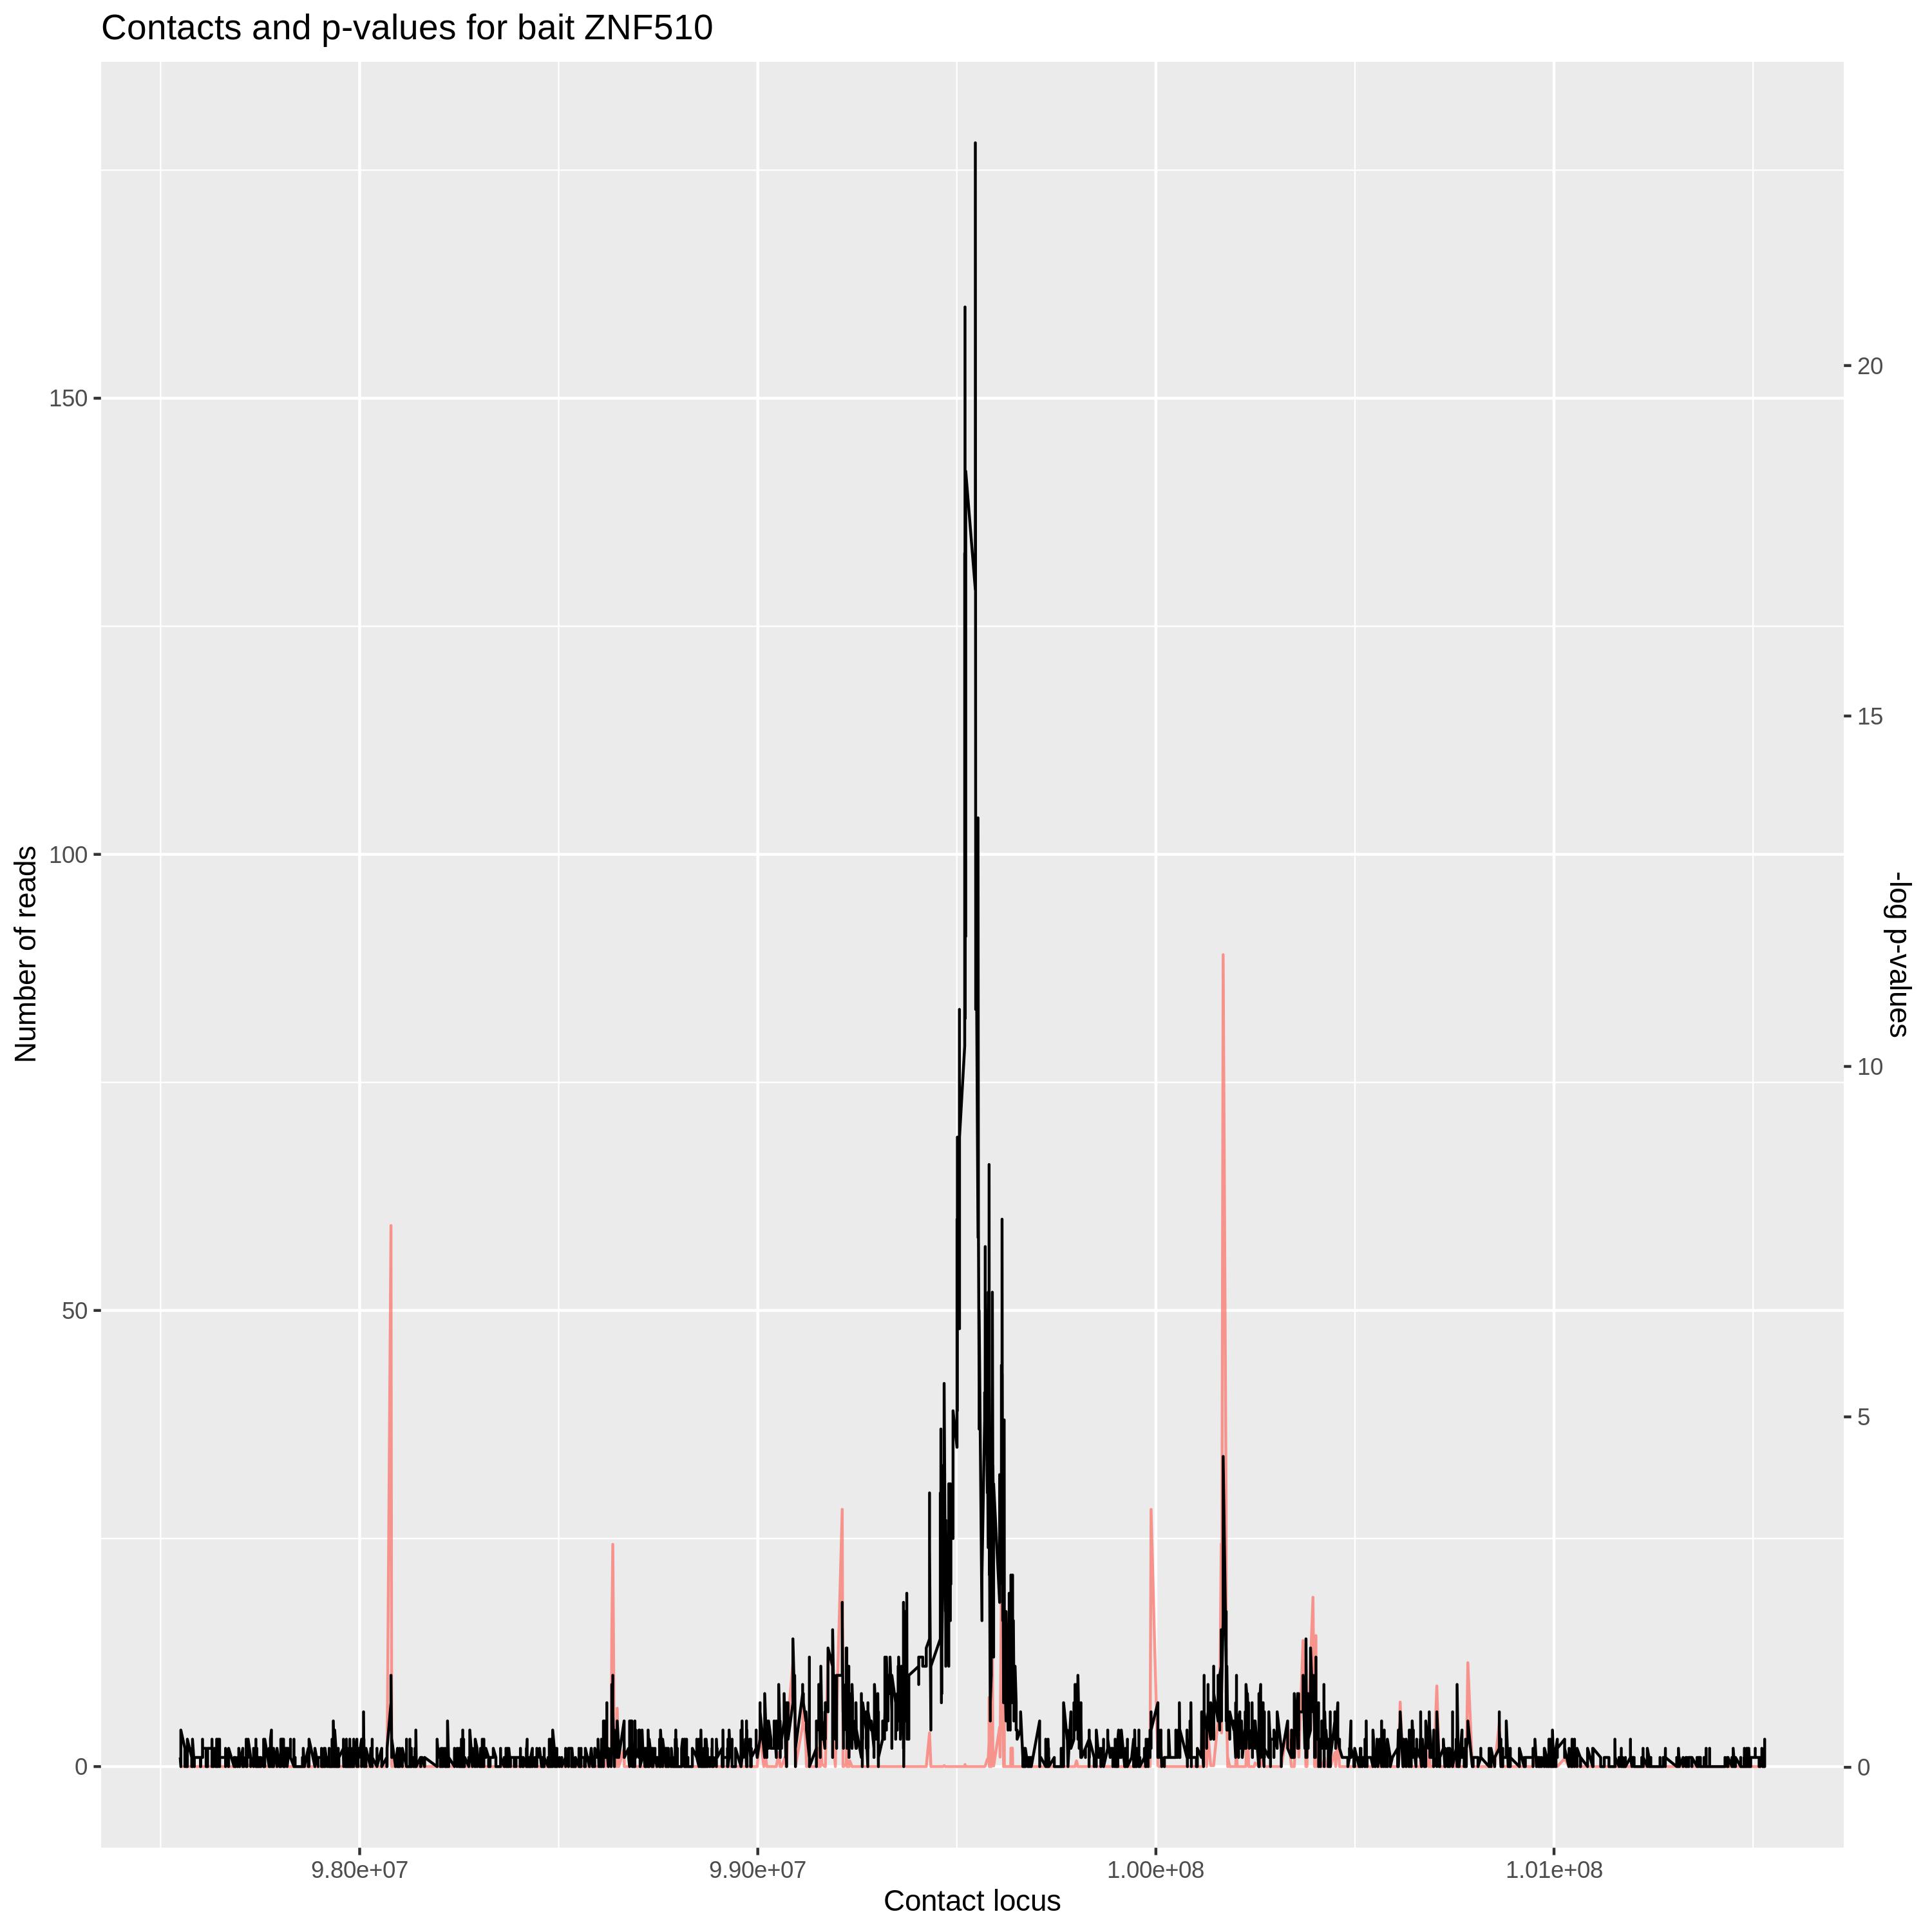 Contacts and p-values for bait ZNF510
Number of reads
150
100
50
0
20
15
10
5
0
-log p-values
9.80e+07
9.90e+07
1.00e+08
1.01e+08
Contact locus